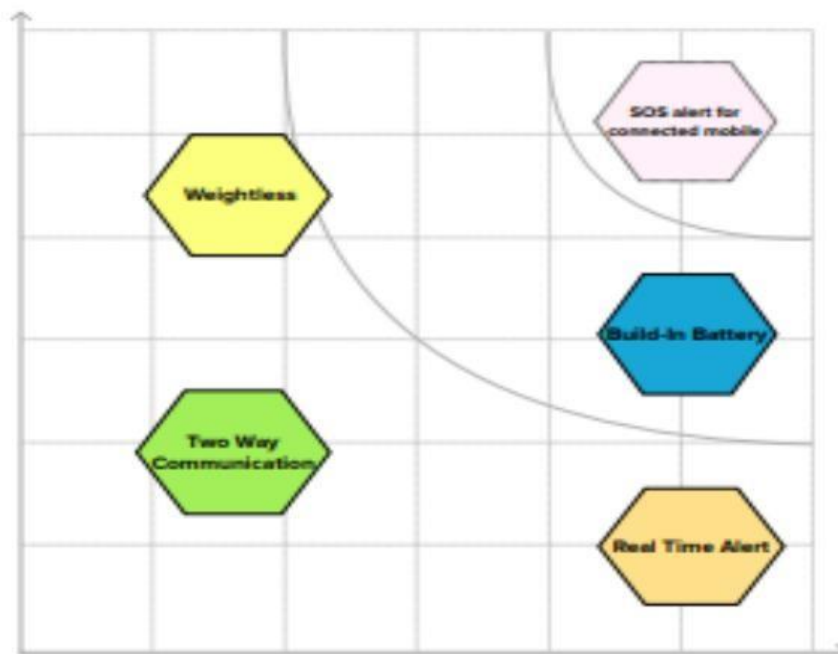 SOS alert for
connected mobile
Weightless
Build-In Battery
Two Way
Communication
Real Time Alert